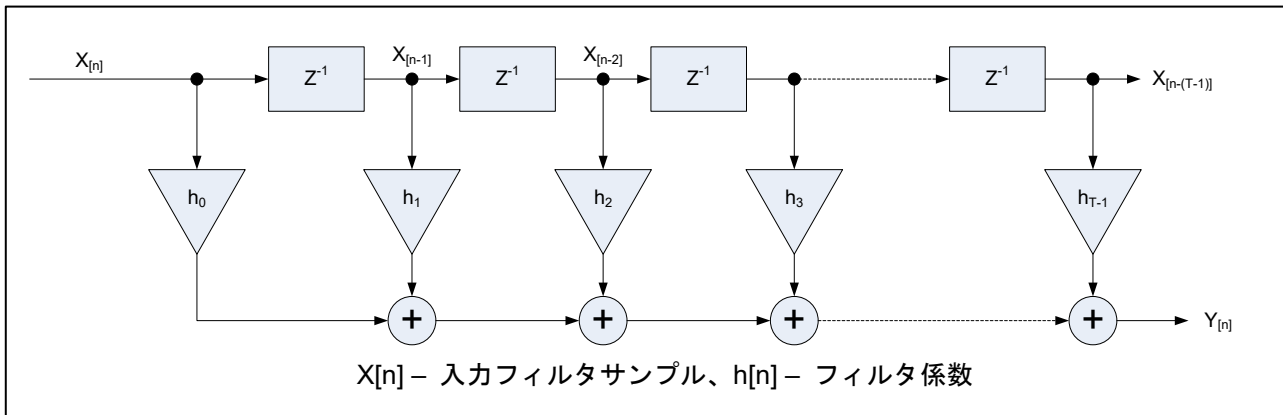 X[n] X[n-1] X[n-2] X[n-(T-1)]
Z-1 Z-1 Z-1 Z-1
h0 h1 h2 h3 hT-1
+ + + + Y[n]
X[n] – 入力フィルタサンプル、h[n] – フィルタ係数